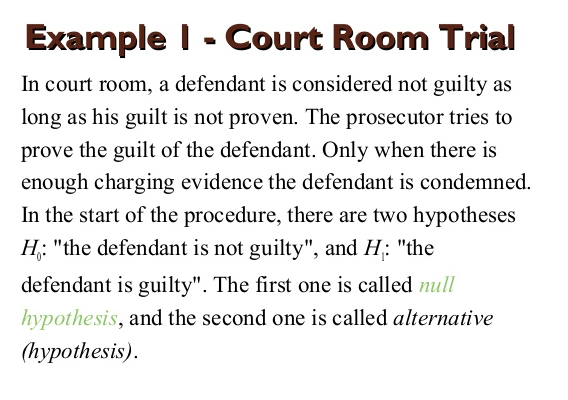 Example 1 - Court Room Trial
In court room, a defendant is considered not guilty as
long as his guilt is not proven. The prosecutor tries to
prove the guilt of the defendant. Only when there is
enough charging evidence the defendant is condemned.
In the start of the procedure, there are two hypotheses
H₀: "the defendant is not guilty", and H₁: "the
defendant is guilty". The first one is called null
hypothesis, and the second one is called alternative
(hypothesis).